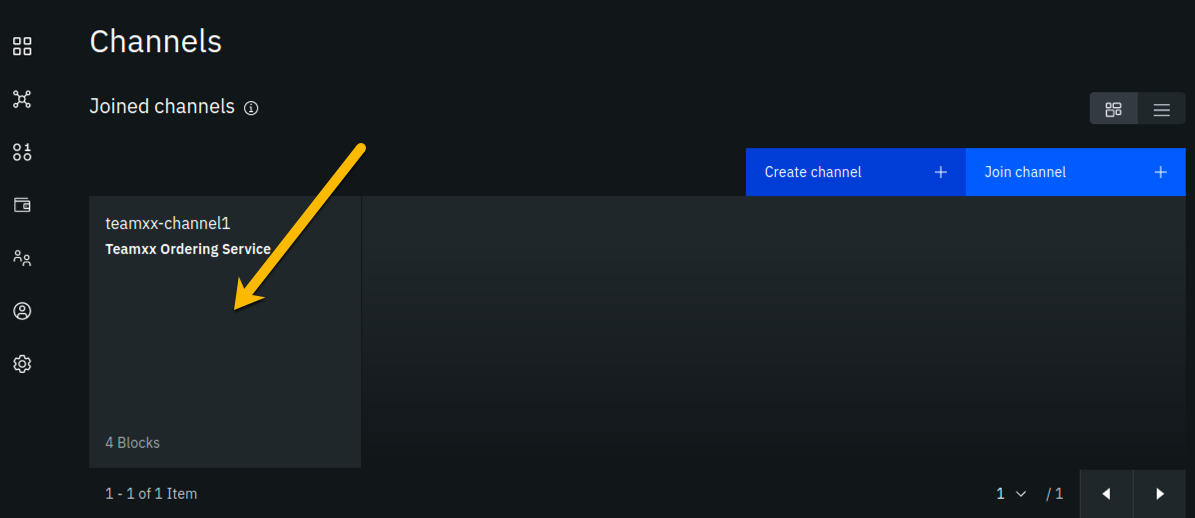 Channels
Joined channels
Create channel +
Join channel +
teamxx-channel1
Teamxx Ordering Service
4 Blocks
1 - 1 of 1 Item
1 / 1